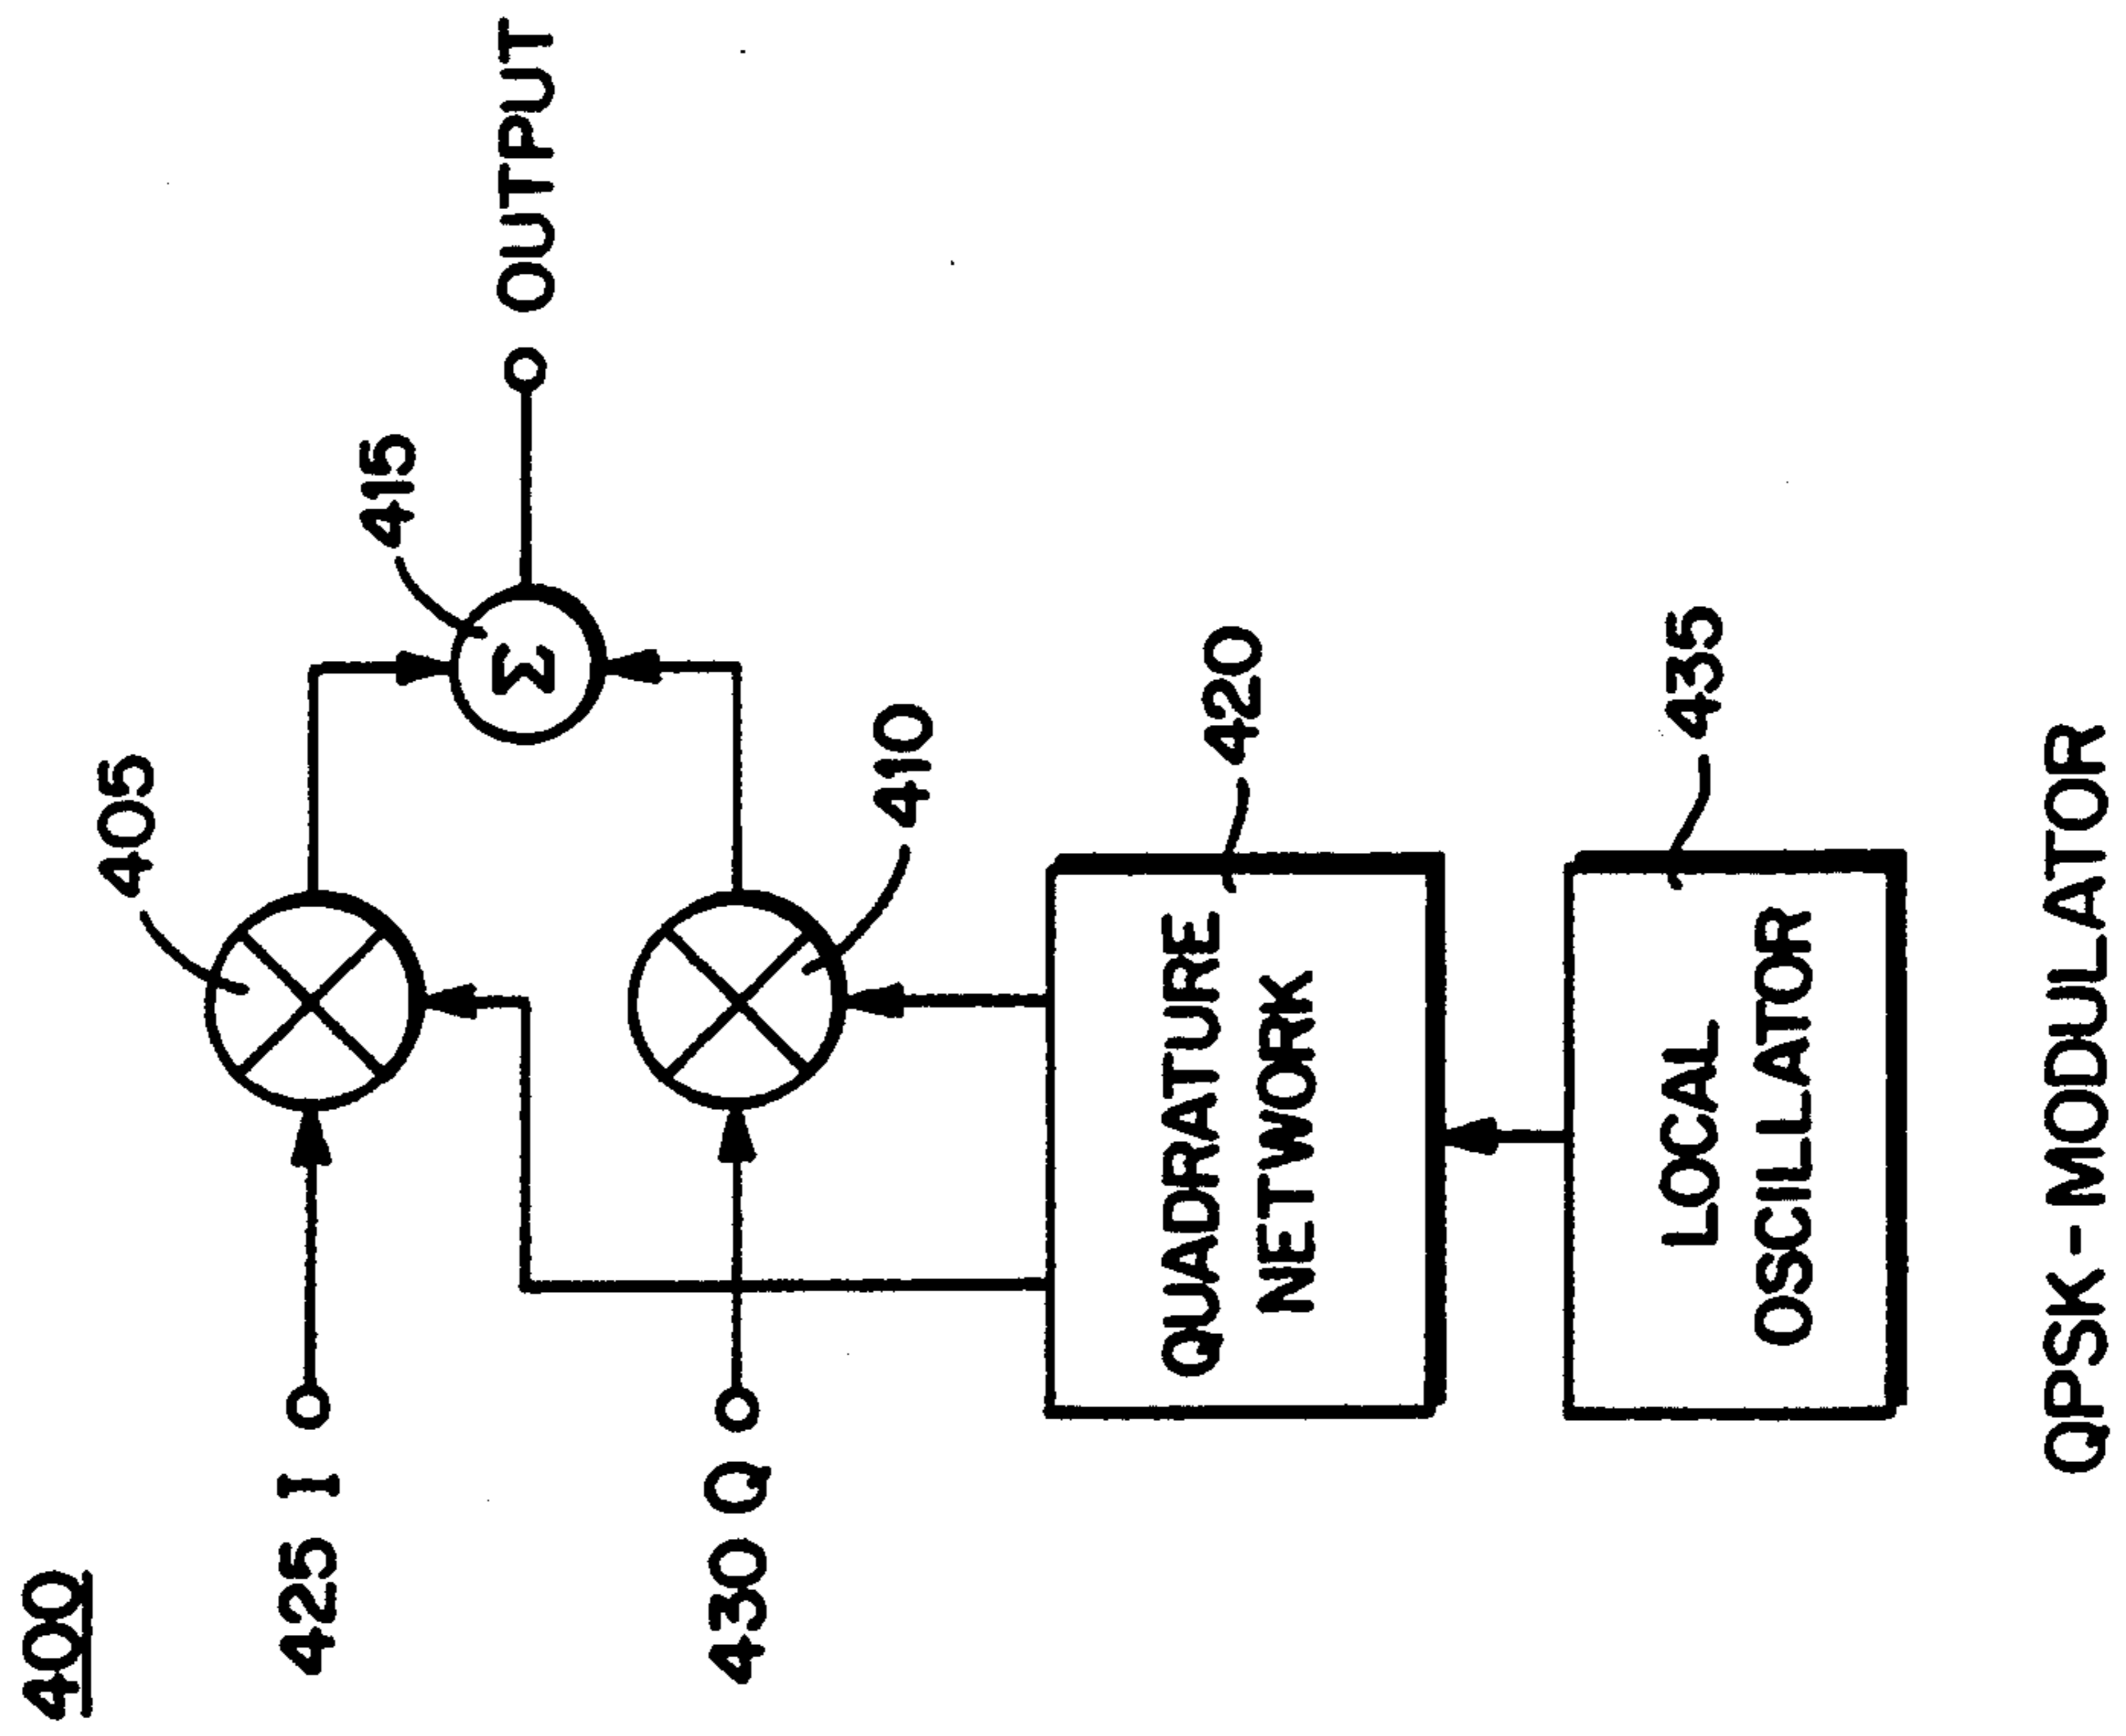 400
405
425 I
415
OUTPUT
430 Q
410
QUADRATURE
NETWORK
420
LOCAL
OSCILLATOR
435
QPSK-MODULATOR